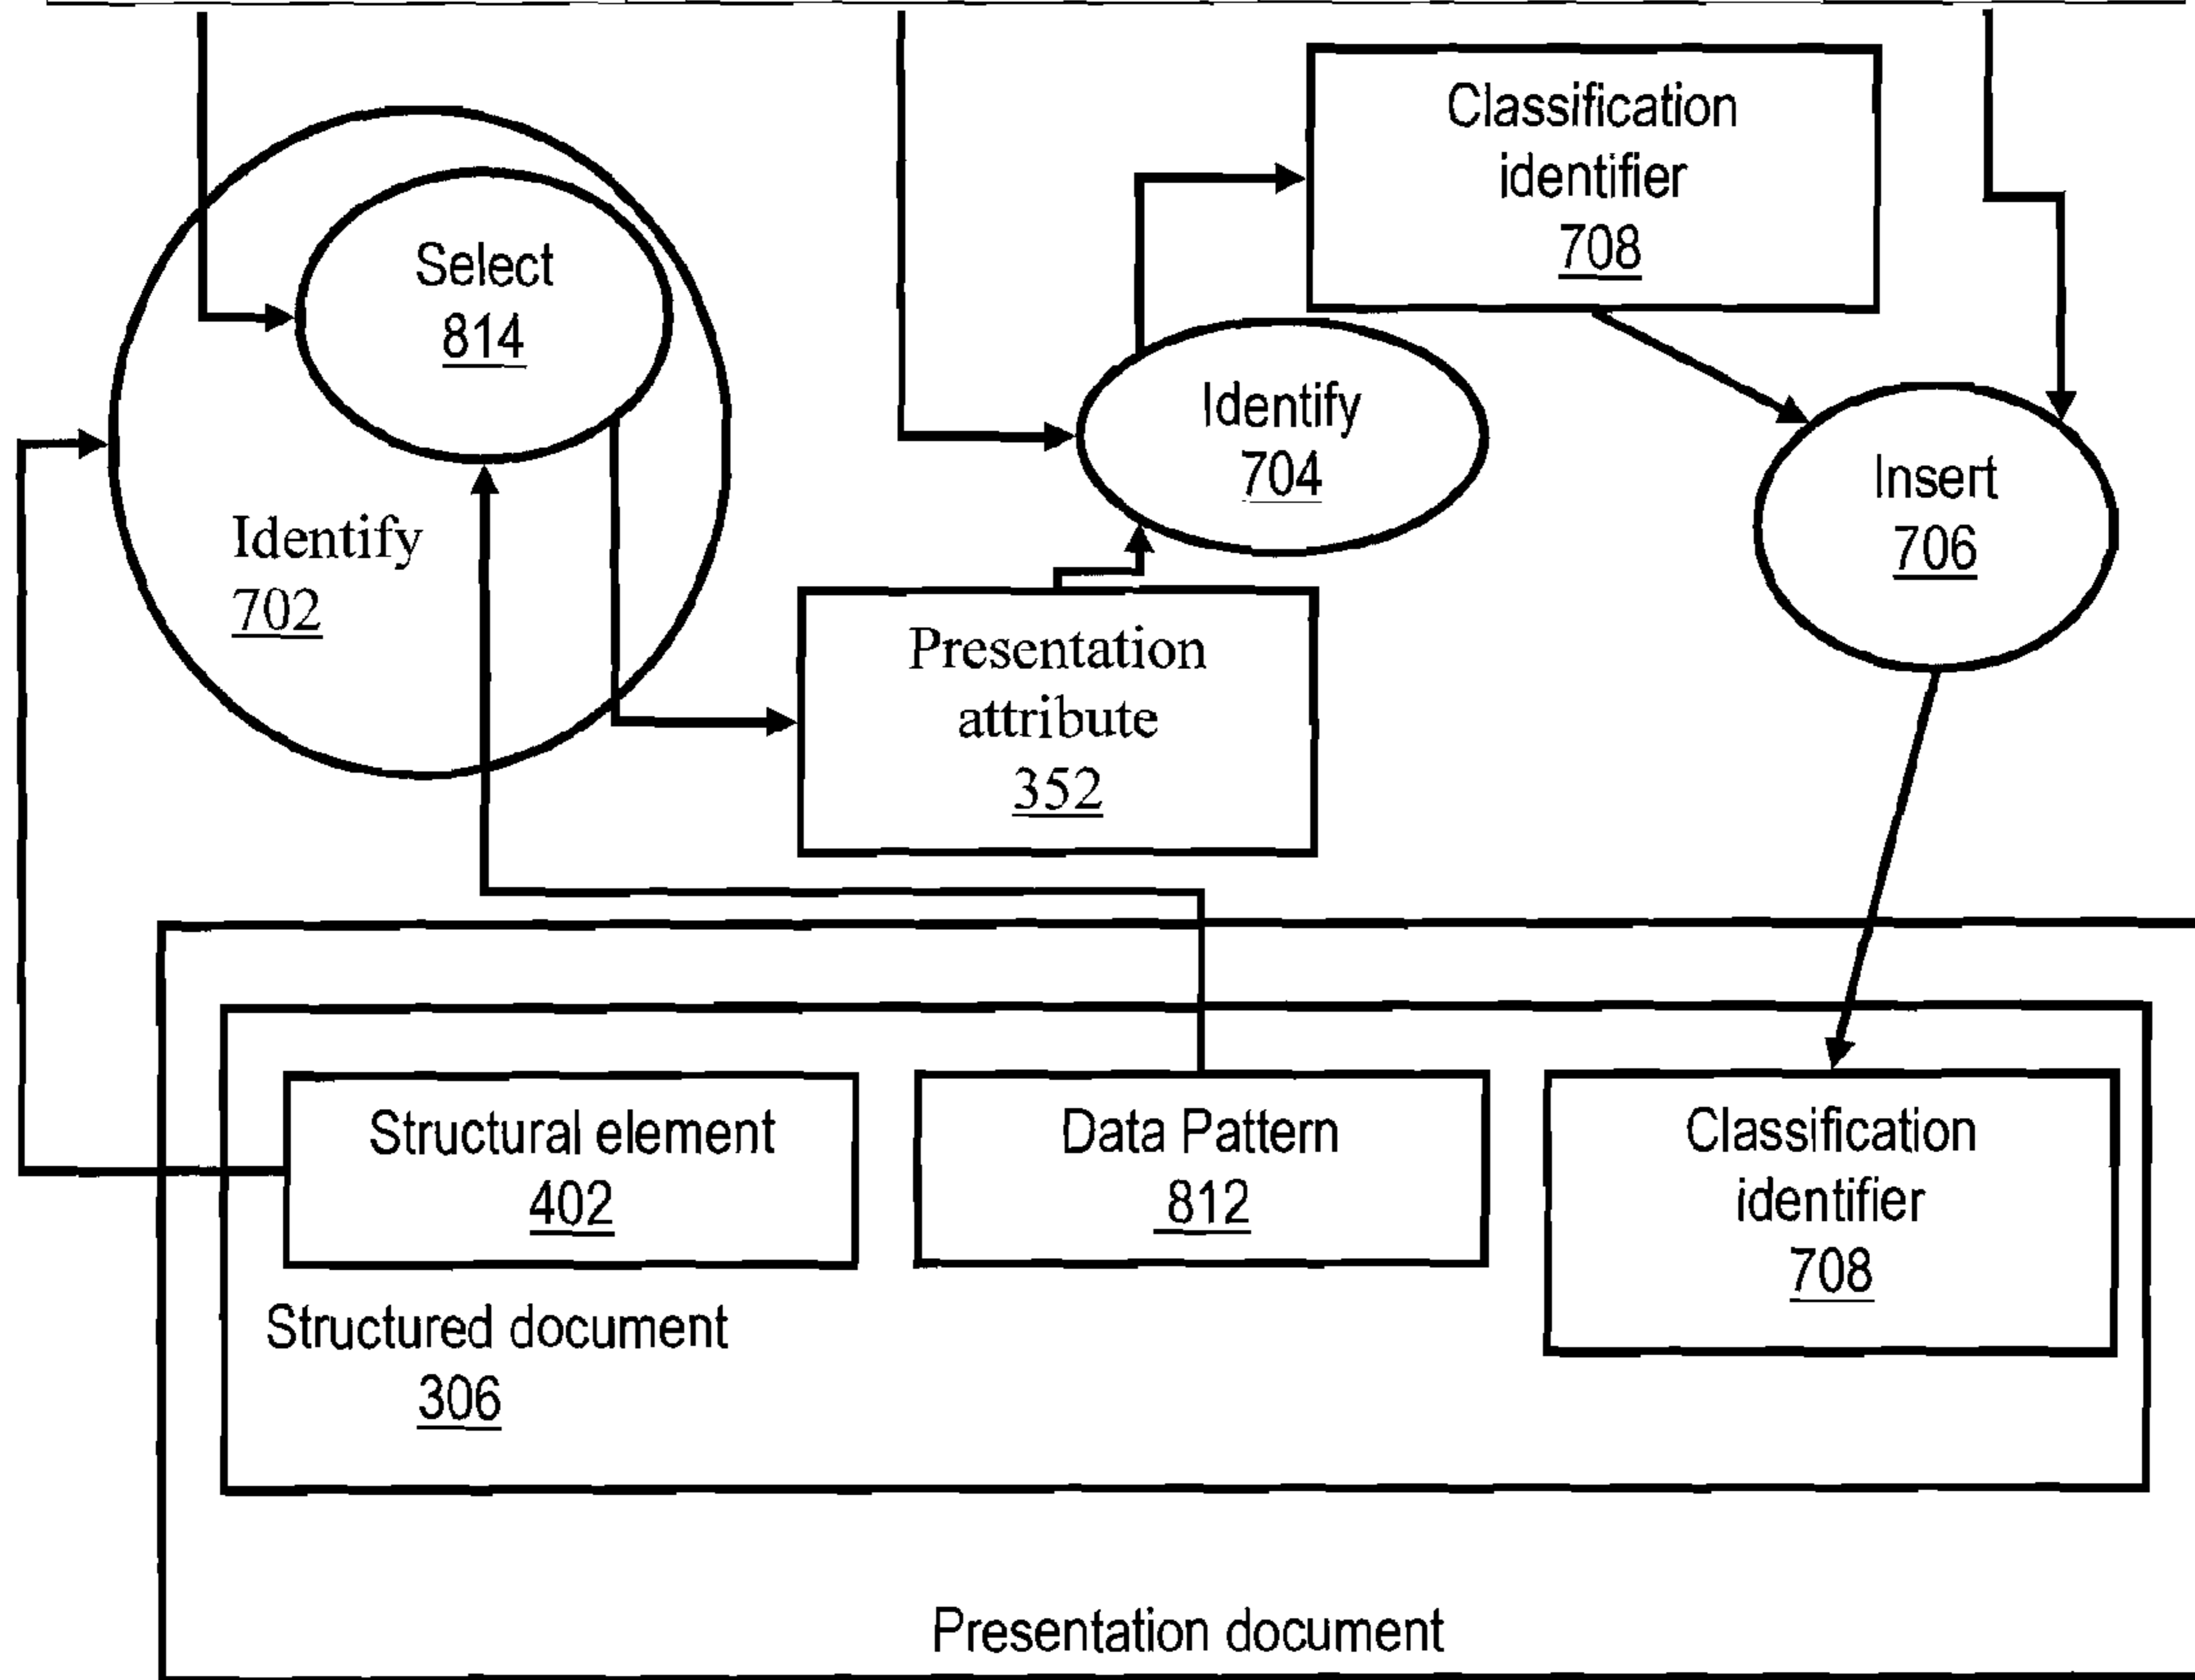 Classification
identifier
708
Select
814
Identify
704
Insert
706
Identify
702
Presentation
attribute
352
Structural element
402
Data Pattern
812
Classification
identifier
708
Structured document
306
Presentation document